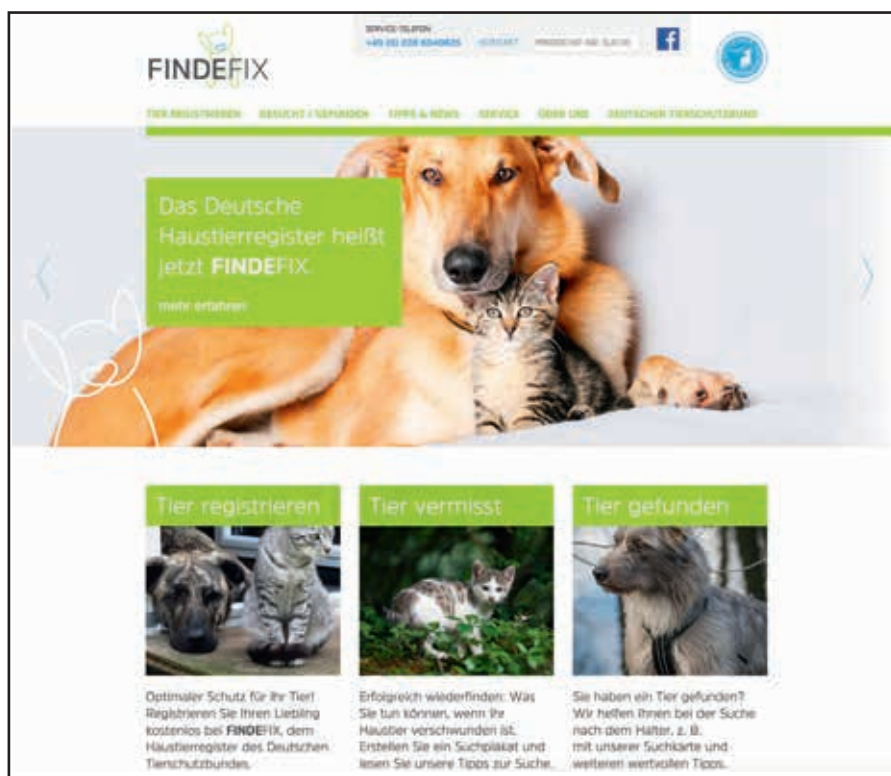 FINDEFIX
SERVICE-TELEFON
KONTAKT
TIER REGISTRIEREN GESUCHT / GEFUNDEN TIPPS & NEWS SERVICE ÜBER UNS DEUTSCHER TIERSCHUTZBUND
Das Deutsche
Haustierregister heißt
jetzt FINDEFIX.
mehr erfahren
Tier registrieren
Optimaler Schutz für Ihr Tier!
Registrieren Sie Ihren Liebling
kostenlos bei FINDEFIX, dem
Haustierregister des Deutschen
Tierschutzbundes.
Tier vermisst
Erfolgreich wiederfinden: Was
Sie tun können, wenn Ihr
Haustier verschwunden ist.
Erstellen Sie ein Suchplakat und
lesen Sie unsere Tipps zur Suche.
Tier gefunden
Sie haben ein Tier gefunden?
Wir helfen Ihnen bei der Suche
nach dem Halter, z. B.
mit unserer Suchkarte und
weiteren wertvollen Tipps.